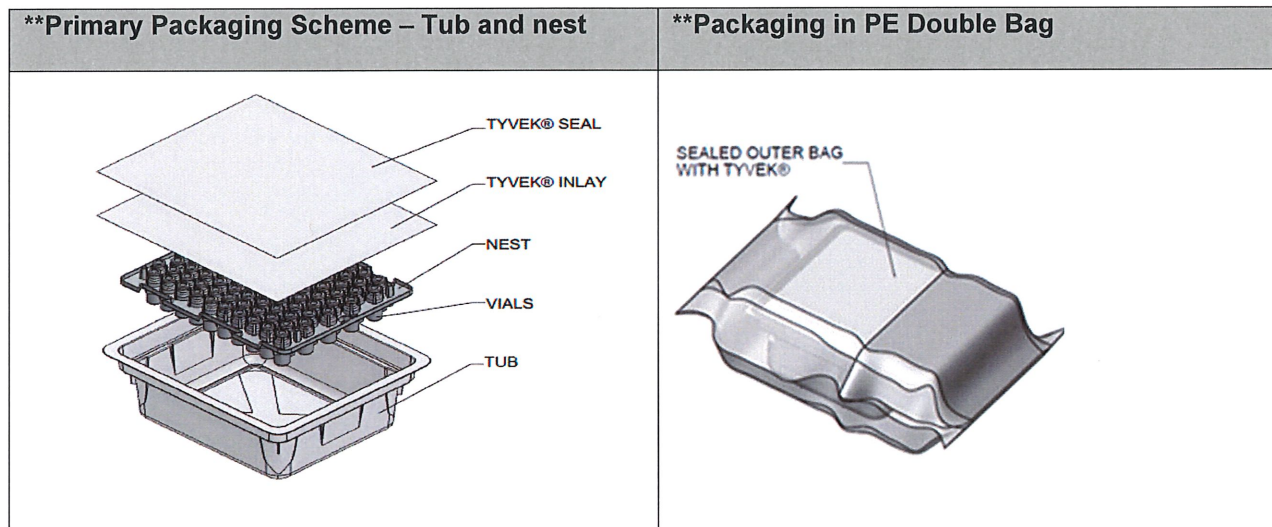 **Primary Packaging Scheme – Tub and nest
**Packaging in PE Double Bag
TYVEK® SEAL
TYVEK® INLAY
NEST
VIALS
TUB
SEALED OUTER BAG
WITH TYVEK®